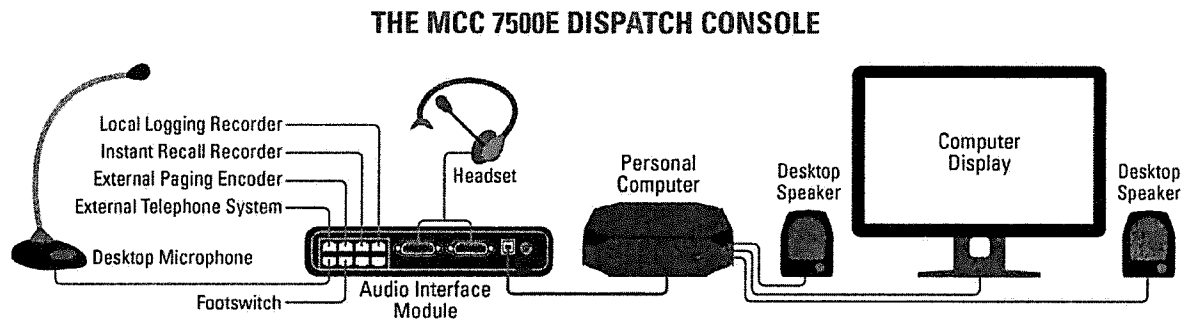 THE MCC 7500E DISPATCH CONSOLE
Local Logging Recorder
Instant Recall Recorder
External Paging Encoder
External Telephone System
Desktop Microphone
Footswitch
Headset
Audio Interface
Module
Personal
Computer
Desktop
Speaker
Computer
Display
Desktop
Speaker